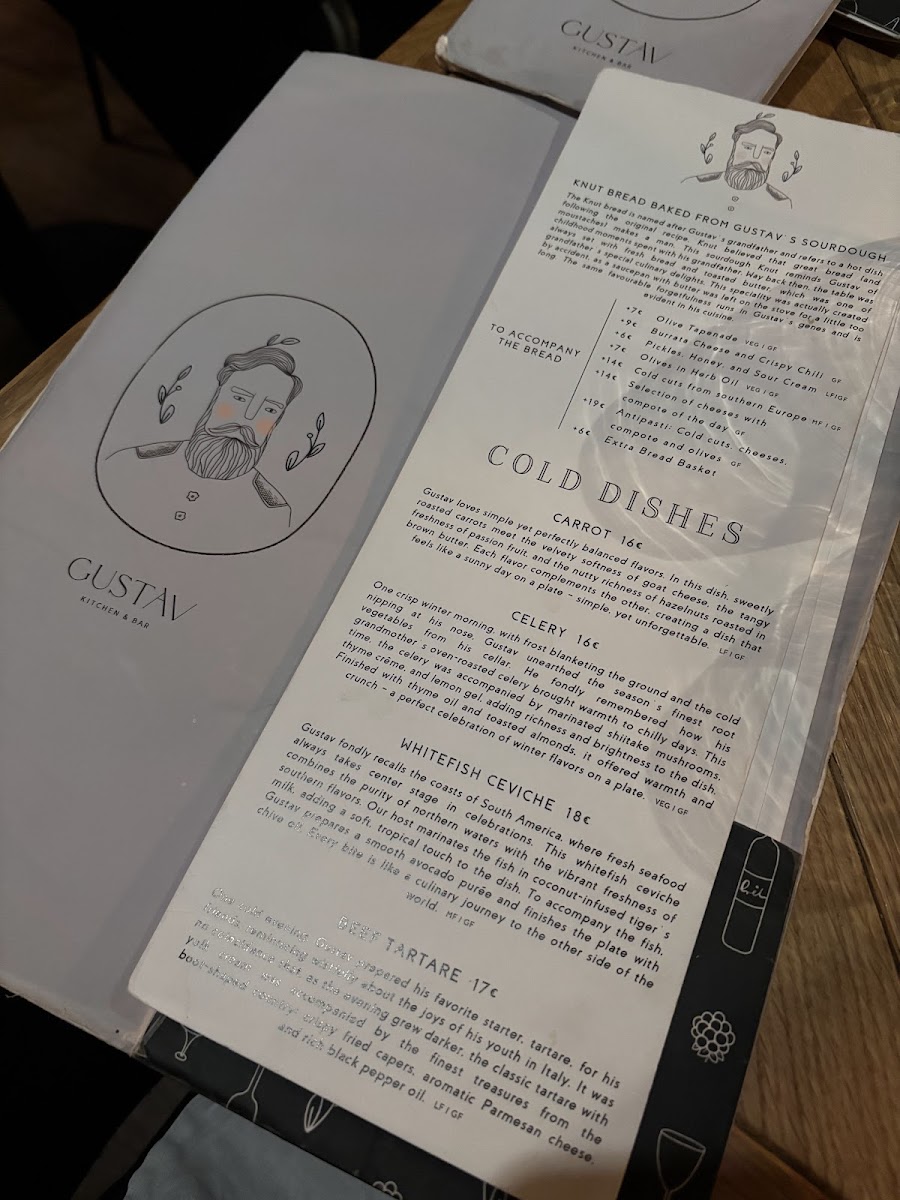 GUSTAV
KITCHEN & BAR
GUSTAV
KITCHEN & BAR
KNUT BREAD BAKED FROM GUSTAV´S SOURDOUGH
The Knut bread is named after Gustav´s grandfather and refers to a hot dish,
following the original recipe. Knut believed that great bread (and
moustaches) makes a man. This sourdough Knut reminds Gustav of
childhood moments spent with his grandfather. Way back then, the table was
always set with fresh bread and toasted butter, which was one of
grandfather´s special culinary delights. This speciality was actually created
by accident, as a saucepan with butter was left on the stove for a little too
long. The same favourable forgetfulness runs in Gustav´s genes and is
evident in his cuisine.
TO ACCOMPANY
THE BREAD
+7€ Olive Tapenade VEG I GF
+9€ Burrata Cheese and Crispy Chili GF
+6€ Pickles, Honey, and Sour Cream LF I GF
+7€ Olives in Herb Oil VEG I GF
+14€ Cold cuts from southern Europe MF I GF
+14€ Selection of cheeses with
compote of the day GF
+19€ Antipasti: Cold cuts, cheeses,
compote and olives GF
+6€ Extra Bread Basket
COLD DISHES
CARROT 16€
Gustav loves simple yet perfectly balanced flavors. In this dish, sweetly
roasted carrots meet the velvety softness of goat cheese, the tangy
freshness of passion fruit, and the nutty richness of hazelnuts roasted in
brown butter. Each flavor complements the other, creating a dish that
feels like a sunny day on a plate – simple, yet unforgettable. LF I GF
CELERY 16€
One crisp winter morning, with frost blanketing the ground and the cold
nipping at his nose, Gustav unearthed the season´s finest root
vegetables from his cellar. He fondly remembered how his
grandmother´s oven-roasted celery brought warmth to chilly days. This
time, the celery was accompanied by marinated shiitake mushrooms,
thyme crème, and lemon gel, adding richness and brightness to the dish.
Finished with thyme oil and toasted almonds, it offered warmth and
crunch – a perfect celebration of winter flavors on a plate. VEG I GF
WHITEFISH CEVICHE 18€
Gustav fondly recalls the coasts of South America, where fresh seafood
always takes center stage in celebrations. This whitefish ceviche
combines the purity of northern waters with the vibrant freshness of
southern flavors. Our host marinates the fish in coconut-infused tiger´s
milk, adding a soft, tropical touch to the dish. To accompany the fish,
Gustav prepares a smooth avocado purée and finishes the plate with
chive oil. Every bite is like a culinary journey to the other side of the
world. MF I GF
BEEF TARTARE 17€
One cold evening, Gustav prepared his favorite starter, tartare, for his
friends, reminiscing warmly about the joys of his youth in Italy. It was
no coincidence that as the evening grew darker, the classic tartare with
yolk cream was accompanied by the finest treasures from the
boot-shaped country: crispy fried capers, aromatic Parmesan cheese,
and rich black pepper oil. LF I GF